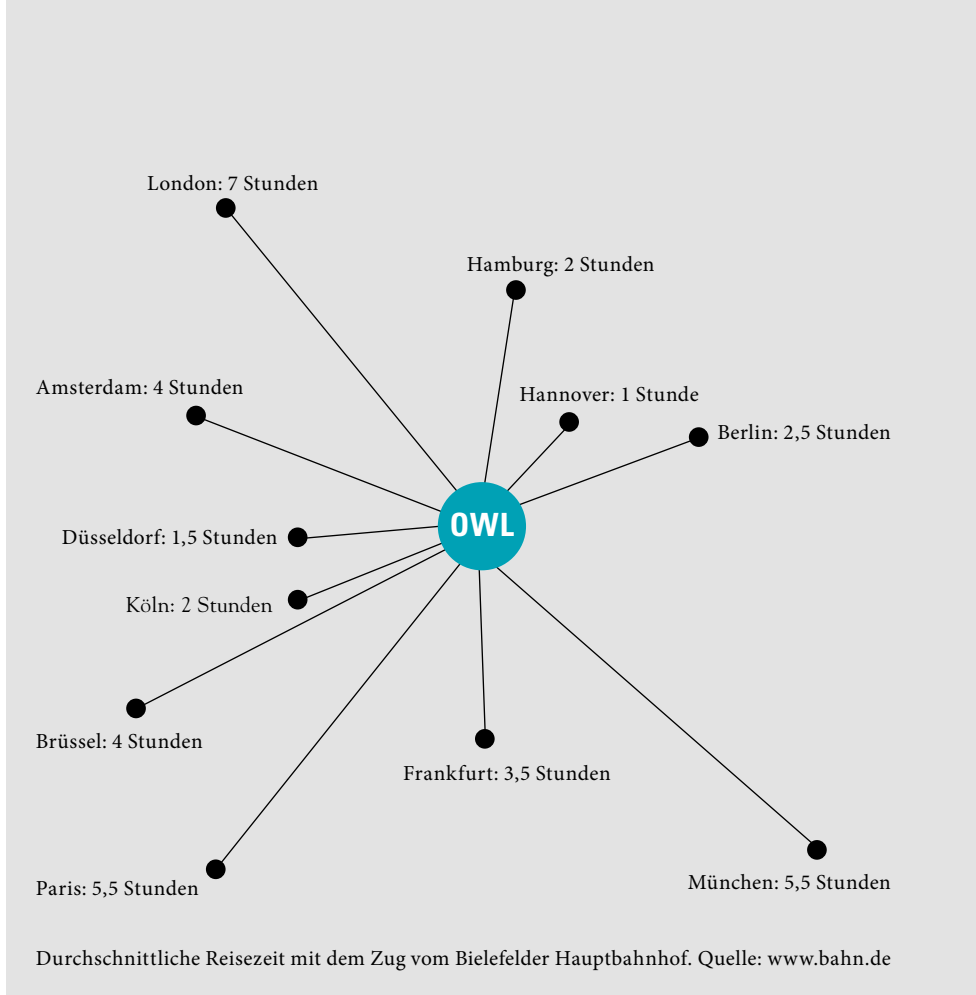 London: 7 Stunden
Hamburg: 2 Stunden
Amsterdam: 4 Stunden
Hannover: 1 Stunde
Berlin: 2,5 Stunden
OWL
Düsseldorf: 1,5 Stunden
Köln: 2 Stunden
Brüssel: 4 Stunden
Frankfurt: 3,5 Stunden
Paris: 5,5 Stunden
München: 5,5 Stunden
Durchschnittliche Reisezeit mit dem Zug vom Bielefelder Hauptbahnhof. Quelle: www.bahn.de